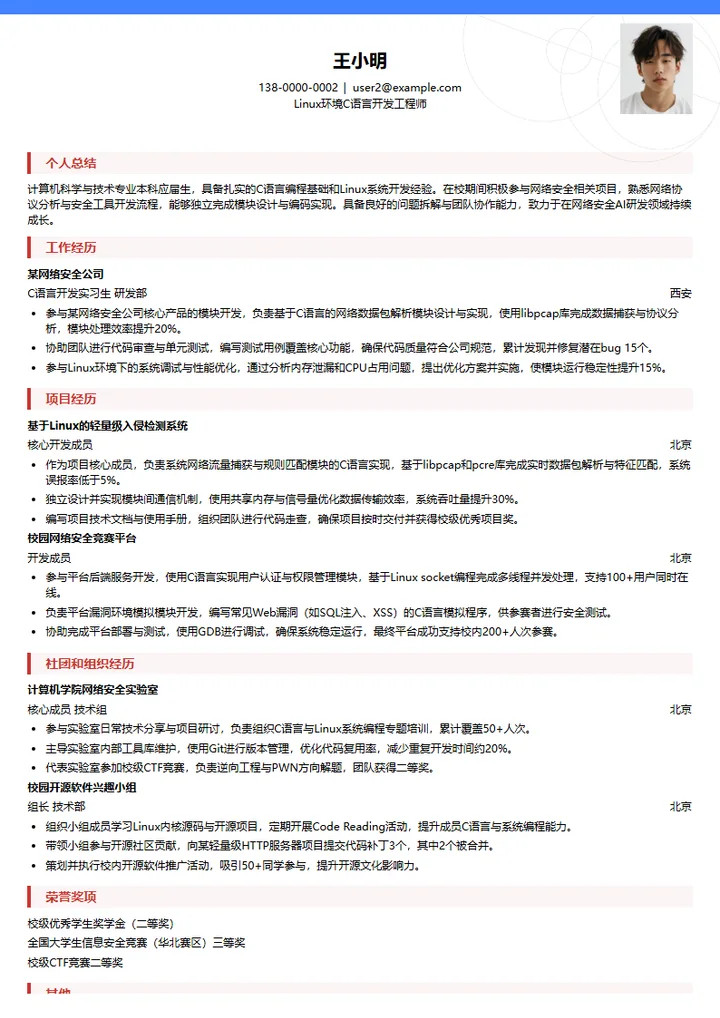 王小明
138-0000-0002 | user2@example.com
Linux环境C语言开发工程师
个人总结
计算机科学与技术专业本科应届生，具备扎实的C语言编程基础和Linux系统开发经验。在校期间积极参与网络安全相关项目，熟悉网络协
议分析与安全工具开发流程，能够独立完成模块设计与编码实现。具备良好的问题拆解与团队协作能力，致力于在网络安全AI研发领域持续
成长。
工作经历
某网络安全公司
C语言开发实习生 研发部 西安
• 参与某网络安全公司核心产品的模块开发，负责基于C语言的网络数据包解析模块设计与实现，使用libpcap库完成数据捕获与协议分
析，模块处理效率提升20%。
• 协助团队进行代码审查与单元测试，编写测试用例覆盖核心功能，确保代码质量符合公司规范，累计发现并修复潜在bug 15个。
• 参与Linux环境下的系统调试与性能优化，通过分析内存泄漏和CPU占用问题，提出优化方案并实施，使模块运行稳定性提升15%。
项目经历
基于Linux的轻量级入侵检测系统
核心开发成员 北京
• 作为项目核心成员，负责系统网络流量捕获与规则匹配模块的C语言实现，基于libpcap和pcre库完成实时数据包解析与特征匹配，系统
误报率低于5%。
• 独立设计并实现模块间通信机制，使用共享内存与信号量优化数据传输效率，系统吞吐量提升30%。
• 编写项目技术文档与使用手册，组织团队进行代码走查，确保项目按时交付并获得校级优秀项目奖。
校园网络安全竞赛平台
开发成员 北京
• 参与平台后端服务开发，使用C语言实现用户认证与权限管理模块，基于Linux socket编程完成多线程并发处理，支持100+用户同时在
线。
• 负责平台漏洞环境模拟模块开发，编写常见Web漏洞（如SQL注入、XSS）的C语言模拟程序，供参赛者进行安全测试。
• 协助完成平台部署与测试，使用GDB进行调试，确保系统稳定运行，最终平台成功支持校内200+人次参赛。
社团和组织经历
计算机学院网络安全实验室
核心成员 技术组 北京
• 参与实验室日常技术分享与项目研讨，负责组织C语言与Linux系统编程专题培训，累计覆盖50+人次。
• 主导实验室内部工具库维护，使用Git进行版本管理，优化代码复用率，减少重复开发时间约20%。
• 代表实验室参加校级CTF竞赛，负责逆向工程与PWN方向解题，团队获得二等奖。
校园开源软件兴趣小组
组长 技术部 北京
• 组织小组成员学习Linux内核源码与开源项目，定期开展Code Reading活动，提升成员C语言与系统编程能力。
• 带领小组参与开源社区贡献，向某轻量级HTTP服务器项目提交代码补丁3个，其中2个被合并。
• 策划并执行校内开源软件推广活动，吸引50+同学参与，提升开源文化影响力。
荣誉奖项
校级优秀学生奖学金（二等奖）
全国大学生信息安全竞赛（华北赛区）三等奖
校级CTF竞赛二等奖
其他